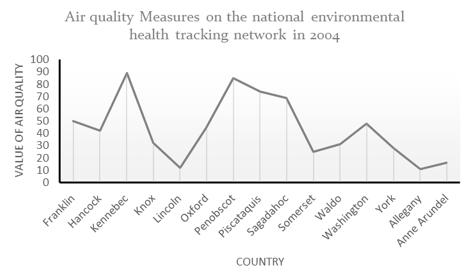 Air quality Measures on the national environmental
health tracking network in 2004
VALUE OF AIR QUALITY
100
90
80
70
60
50
40
30
20
10
0
Franklin
Hancock
Kennebec
Knox
Lincoln
Oxford
Penobscot
Piscataquis
Sagadahoc
Somerset
Waldo
Washington
York
Allegany
Anne Arundel
COUNTRY